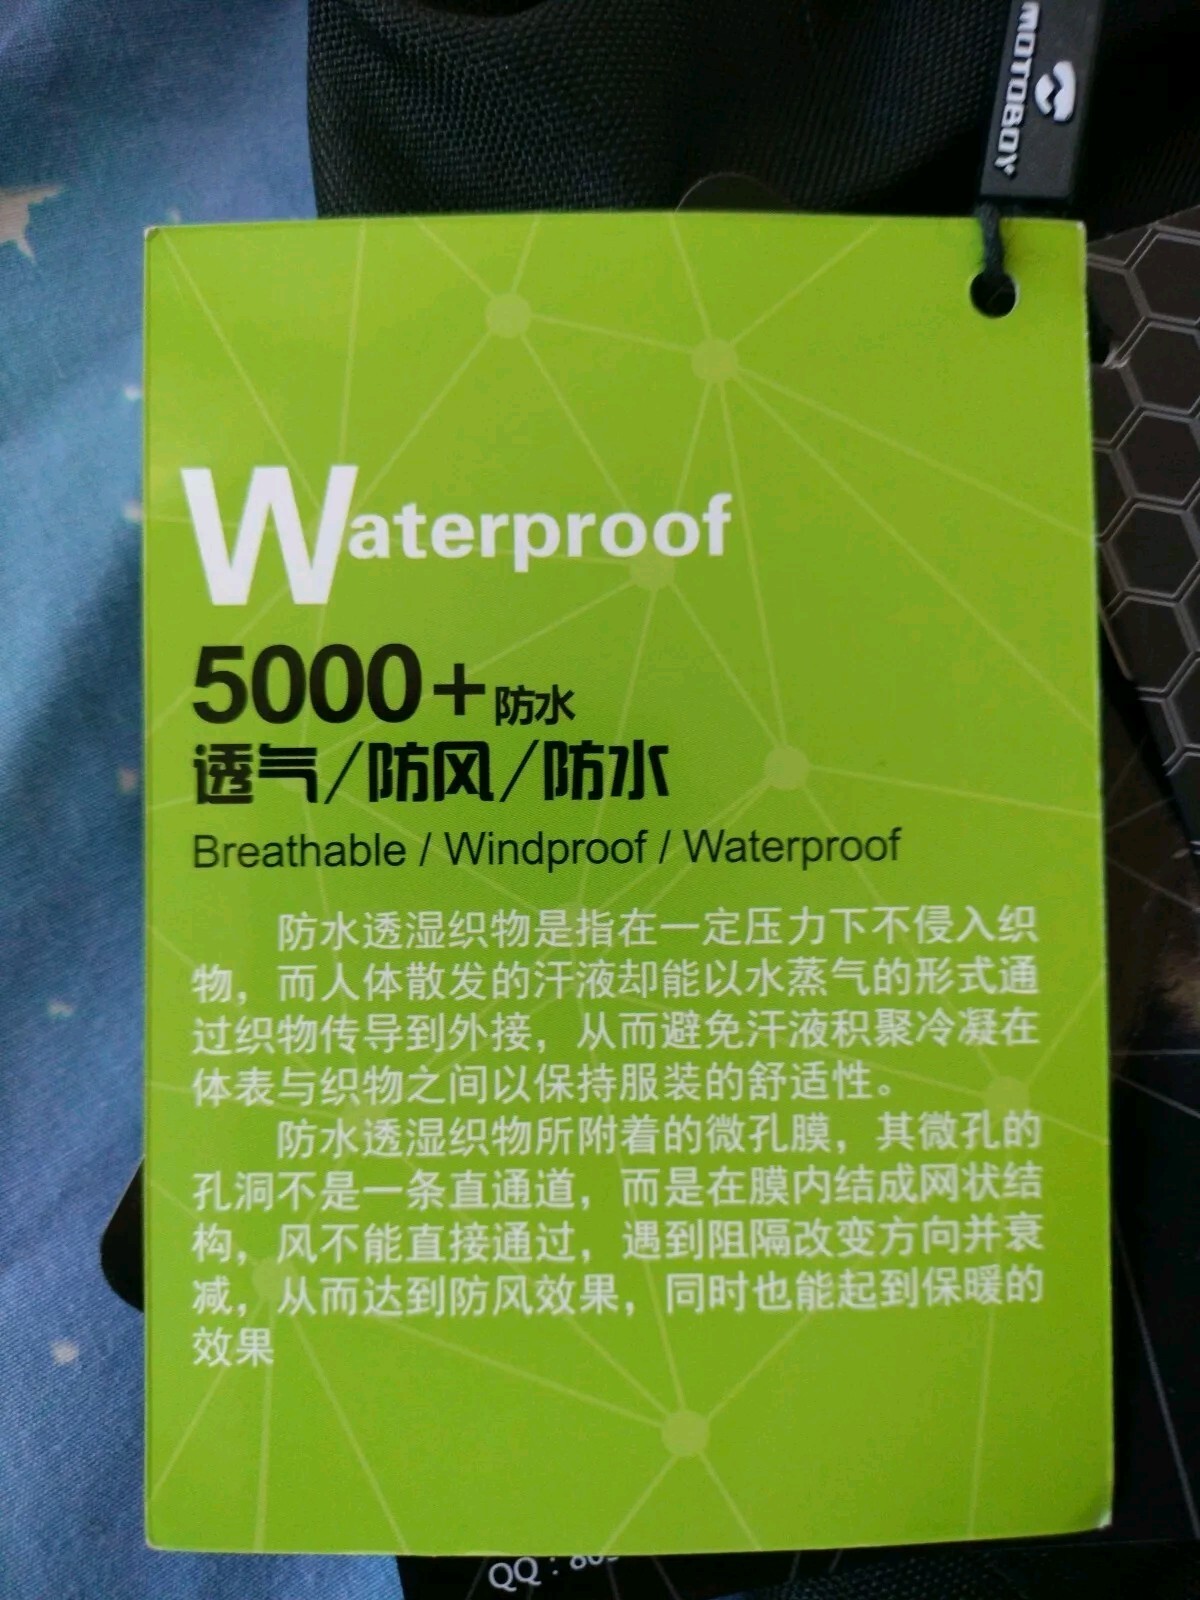 MOTOBOY
Waterproof
5000+防水
透气/防风/防水
Breathable / Windproof / Waterproof
防水透湿织物是指在一定压力下不侵入织
物，而人体散发的汗液却能以水蒸气的形式通
过织物传导到外接，从而避免汗液积聚冷凝在
体表与织物之间以保持服装的舒适性。
防水透湿织物所附着的微孔膜，其微孔的
孔洞不是一条直通道，而是在膜内结成网状结
构，风不能直接通过，遇到阻隔改变方向并衰
减，从而达到防风效果，同时也能起到保暖的
效果
QQ：